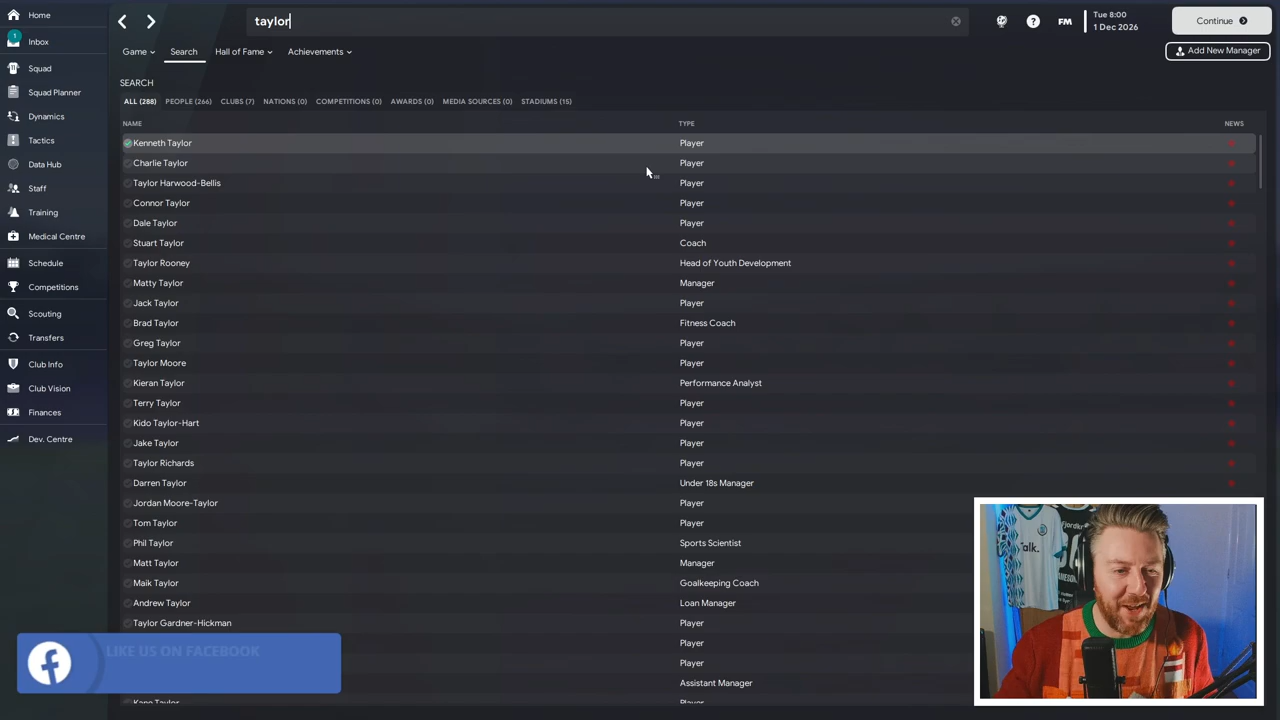 Home
1
Inbox
Squad
Squad Planner
Dynamics
Tactics
Data Hub
Staff
Training
Medical Centre
Schedule
Competitions
Scouting
Transfers
Club Info
Club Vision
Finances
Dev. Centre
taylor
?
FM
Tue 8:00
1 Dec 2026
Continue
Game
Search
Hall of Fame
Achievements
Add New Manager
SEARCH
ALL (288) PEOPLE (266) CLUBS (7) NATIONS (0) COMPETITIONS (0) AWARDS (0) MEDIA SOURCES (0) STADIUMS (15)
NAME TYPE NEWS
Kenneth Taylor Player
Charlie Taylor Player
Taylor Harwood-Bellis Player
Connor Taylor Player
Dale Taylor Player
Stuart Taylor Coach
Taylor Rooney Head of Youth Development
Matty Taylor Manager
Jack Taylor Player
Brad Taylor Fitness Coach
Greg Taylor Player
Taylor Moore Player
Kieran Taylor Performance Analyst
Terry Taylor Player
Kido Taylor-Hart Player
Jake Taylor Player
Taylor Richards Player
Darren Taylor Under 18s Manager
Jordan Moore-Taylor Player
Tom Taylor Player
Phil Taylor Sports Scientist
Matt Taylor Manager
Maik Taylor Goalkeeping Coach
Andrew Taylor Loan Manager
Taylor Gardner-Hickman Player
Player
Player
Assistant Manager
Kane Taylor Player
LIKE US ON FACEBOOK
Talk.